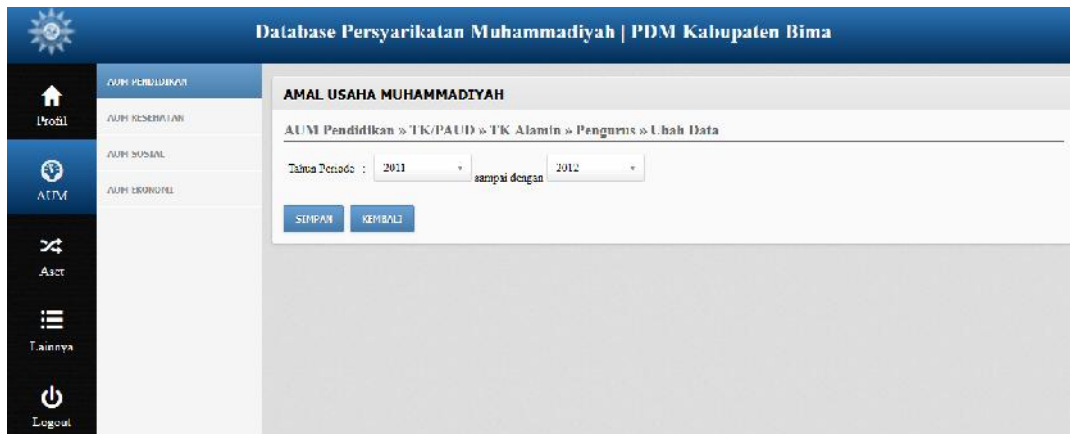 Database Persyarikatan Muhammadiyah | PDM Kabupaten Bima
Profil
AUM
Aset
Lainnya
Logout
AUM PENDIDIKAN
AUM KESEHATAN
AUM SOSIAL
AUM EKONOMI
AMAL USAHA MUHAMMADIYAH
AUM Pendidikan » TK/PAUD » TK Alamin » Pengurus » Ubah Data
Tahun Periode : 2011 sampai dengan 2012
SIMPAN KEMBALI